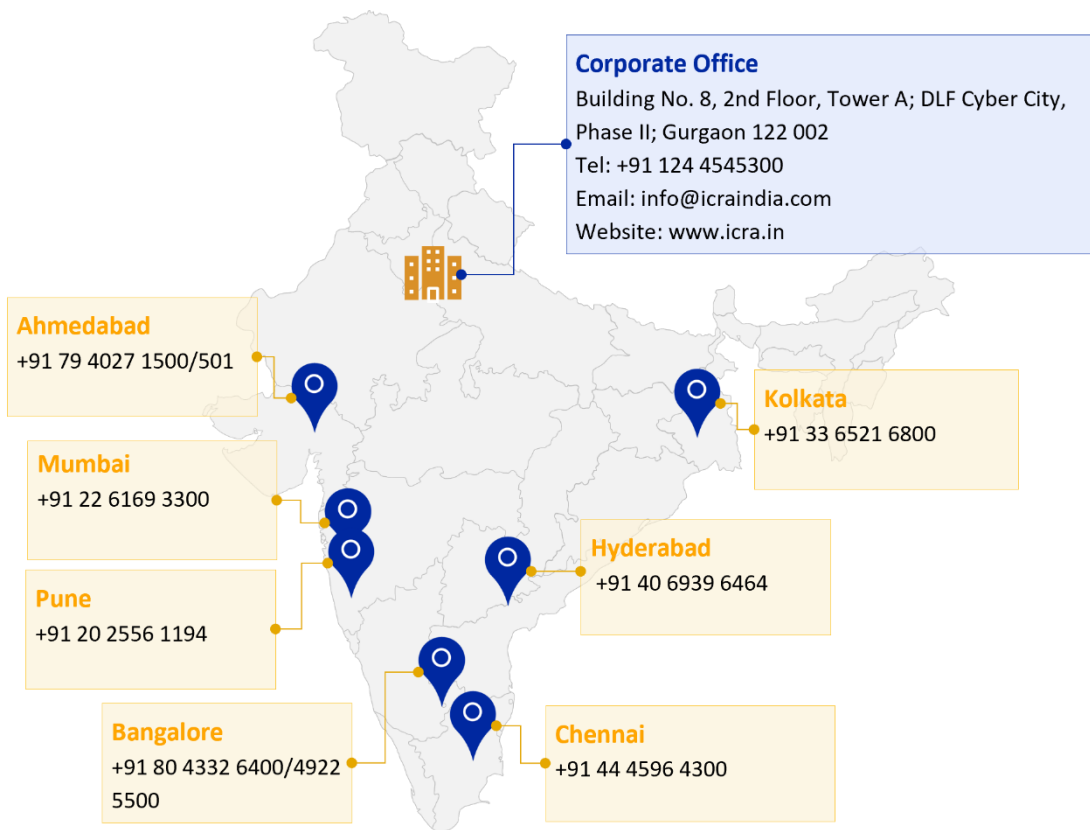 Corporate Office
Building No. 8, 2nd Floor, Tower A; DLF Cyber City,
Phase II; Gurgaon 122 002
Tel: +91 124 4545300
Email: info@icraindia.com
Website: www.icra.in
Ahmedabad
+91 79 4027 1500/501
Kolkata
+91 33 6521 6800
Mumbai
+91 22 6169 3300
Hyderabad
+91 40 6939 6464
Pune
+91 20 2556 1194
Bangalore
+91 80 4332 6400/4922
5500
Chennai
+91 44 4596 4300